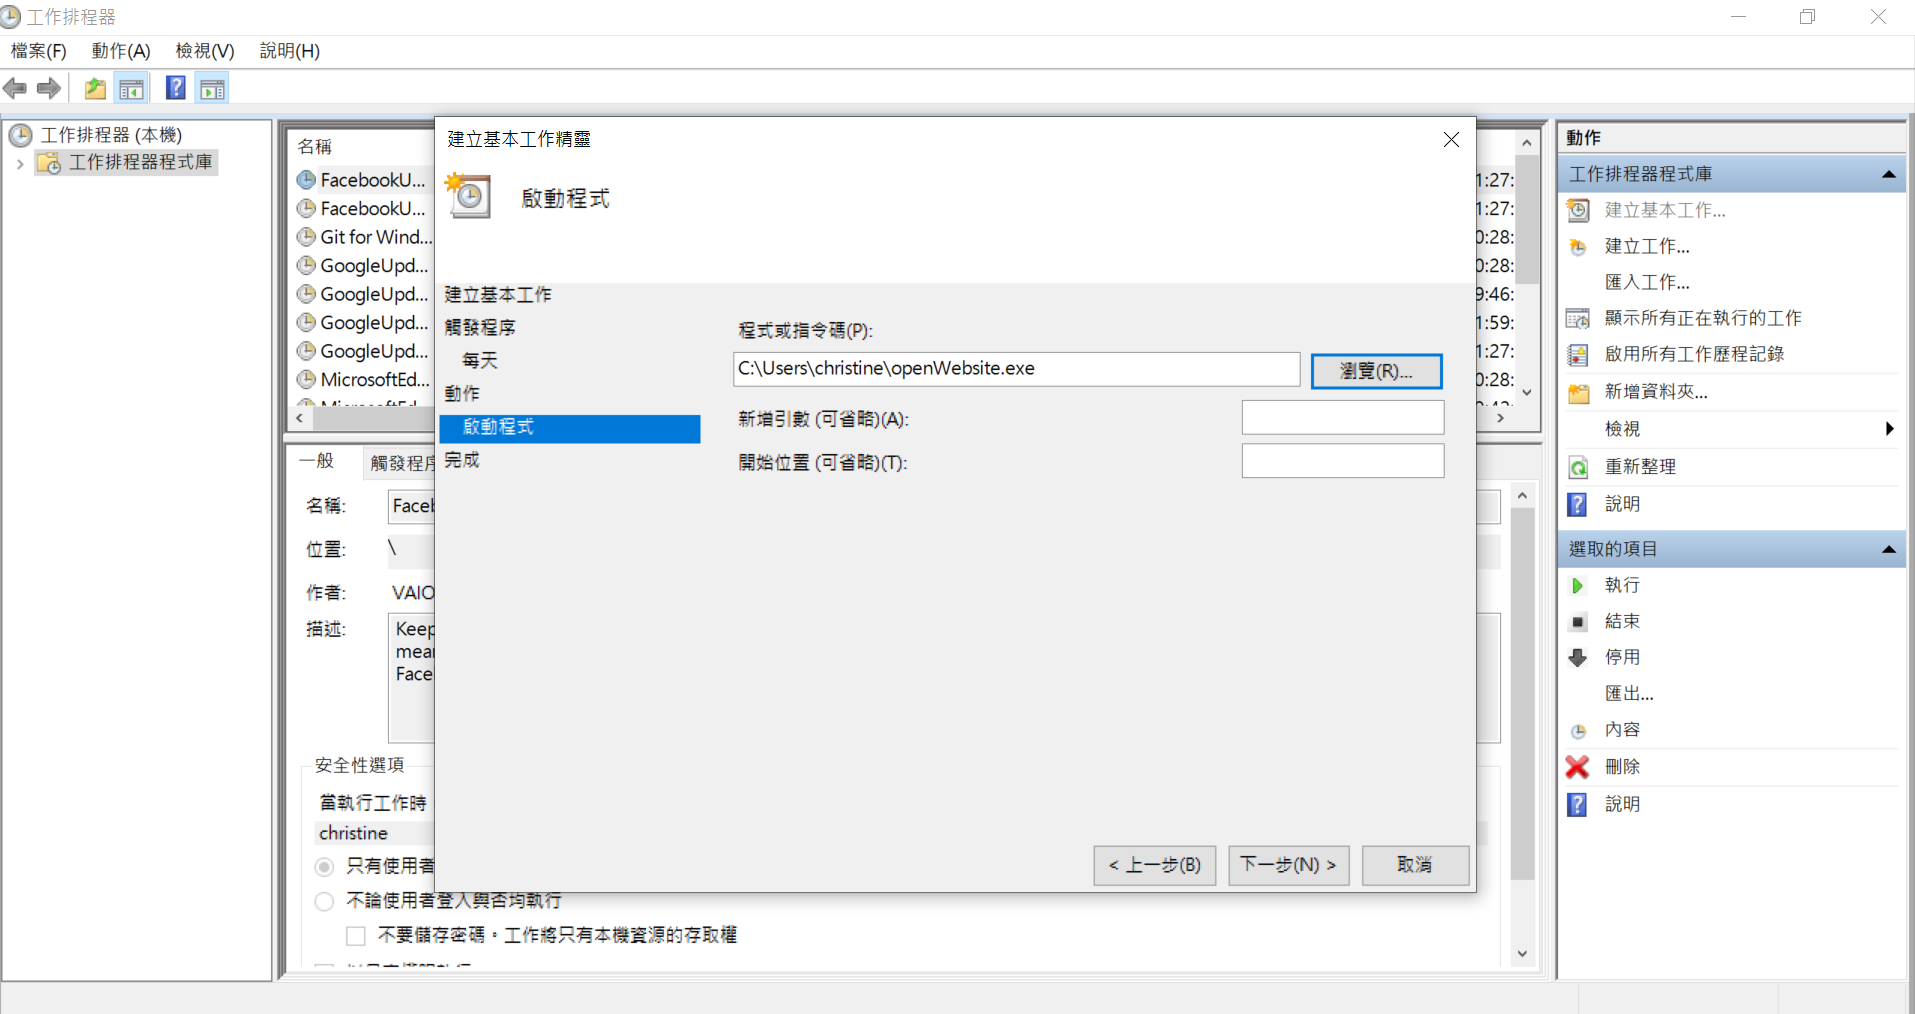 工作排程器
檔案(F) 動作(A) 檢視(V) 說明(H)
工作排程器 (本機)
工作排程器程式庫
名稱
FacebookU...
FacebookU...
Git for Wind...
GoogleUpd...
GoogleUpd...
GoogleUpd...
GoogleUpd...
MicrosoftEd...
1:27:
1:27:
0:28:
0:28:
9:46:
1:59:
1:27:
0:28:
一般
觸發程序
名稱:
Faceb
位置:
\
作者:
VAIO
描述:
Keep
mean
Face
安全性選項
當執行工作時
christine
只有使用者
不論使用者登入與否均執行
不要儲存密碼。工作將只有本機資源的存取權
建立基本工作精靈
啟動程式
建立基本工作
觸發程序
每天
動作
啟動程式
完成
程式或指令碼(P):
C:\Users\christine\openWebsite.exe
瀏覽(R)...
新增引數 (可省略)(A):
開始位置 (可省略)(T):
< 上一步(B)
下一步(N) >
取消
動作
工作排程器程式庫
建立基本工作...
建立工作...
匯入工作...
顯示所有正在執行的工作
啟用所有工作歷程記錄
新增資料夾...
檢視
重新整理
說明
選取的項目
執行
結束
停用
匯出...
內容
刪除
說明